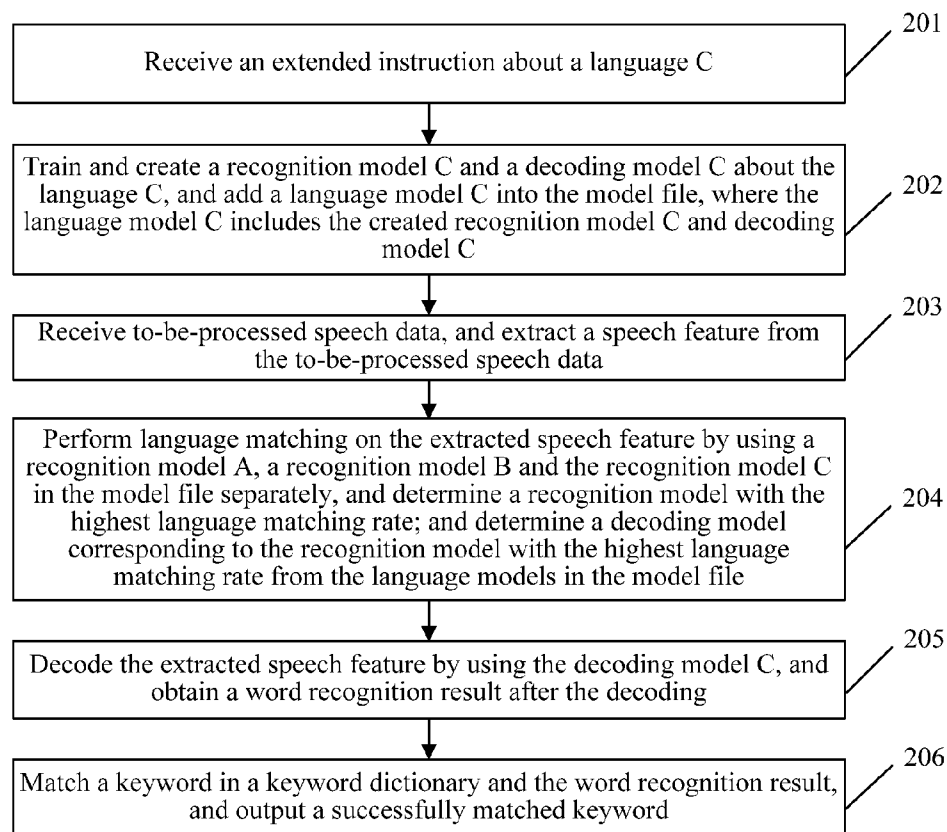 201
Receive an extended instruction about a language C
Train and create a recognition model C and a decoding model C about the
language C, and add a language model C into the model file, where the
language model C includes the created recognition model C and decoding
model C
202
Receive to-be-processed speech data, and extract a speech feature from
the to-be-processed speech data
203
Perform language matching on the extracted speech feature by using a
recognition model A, a recognition model B and the recognition model C
in the model file separately, and determine a recognition model with the
highest language matching rate; and determine a decoding model
corresponding to the recognition model with the highest language
matching rate from the language models in the model file
204
Decode the extracted speech feature by using the decoding model C, and
obtain a word recognition result after the decoding
205
Match a keyword in a keyword dictionary and the word recognition result,
and output a successfully matched keyword
206